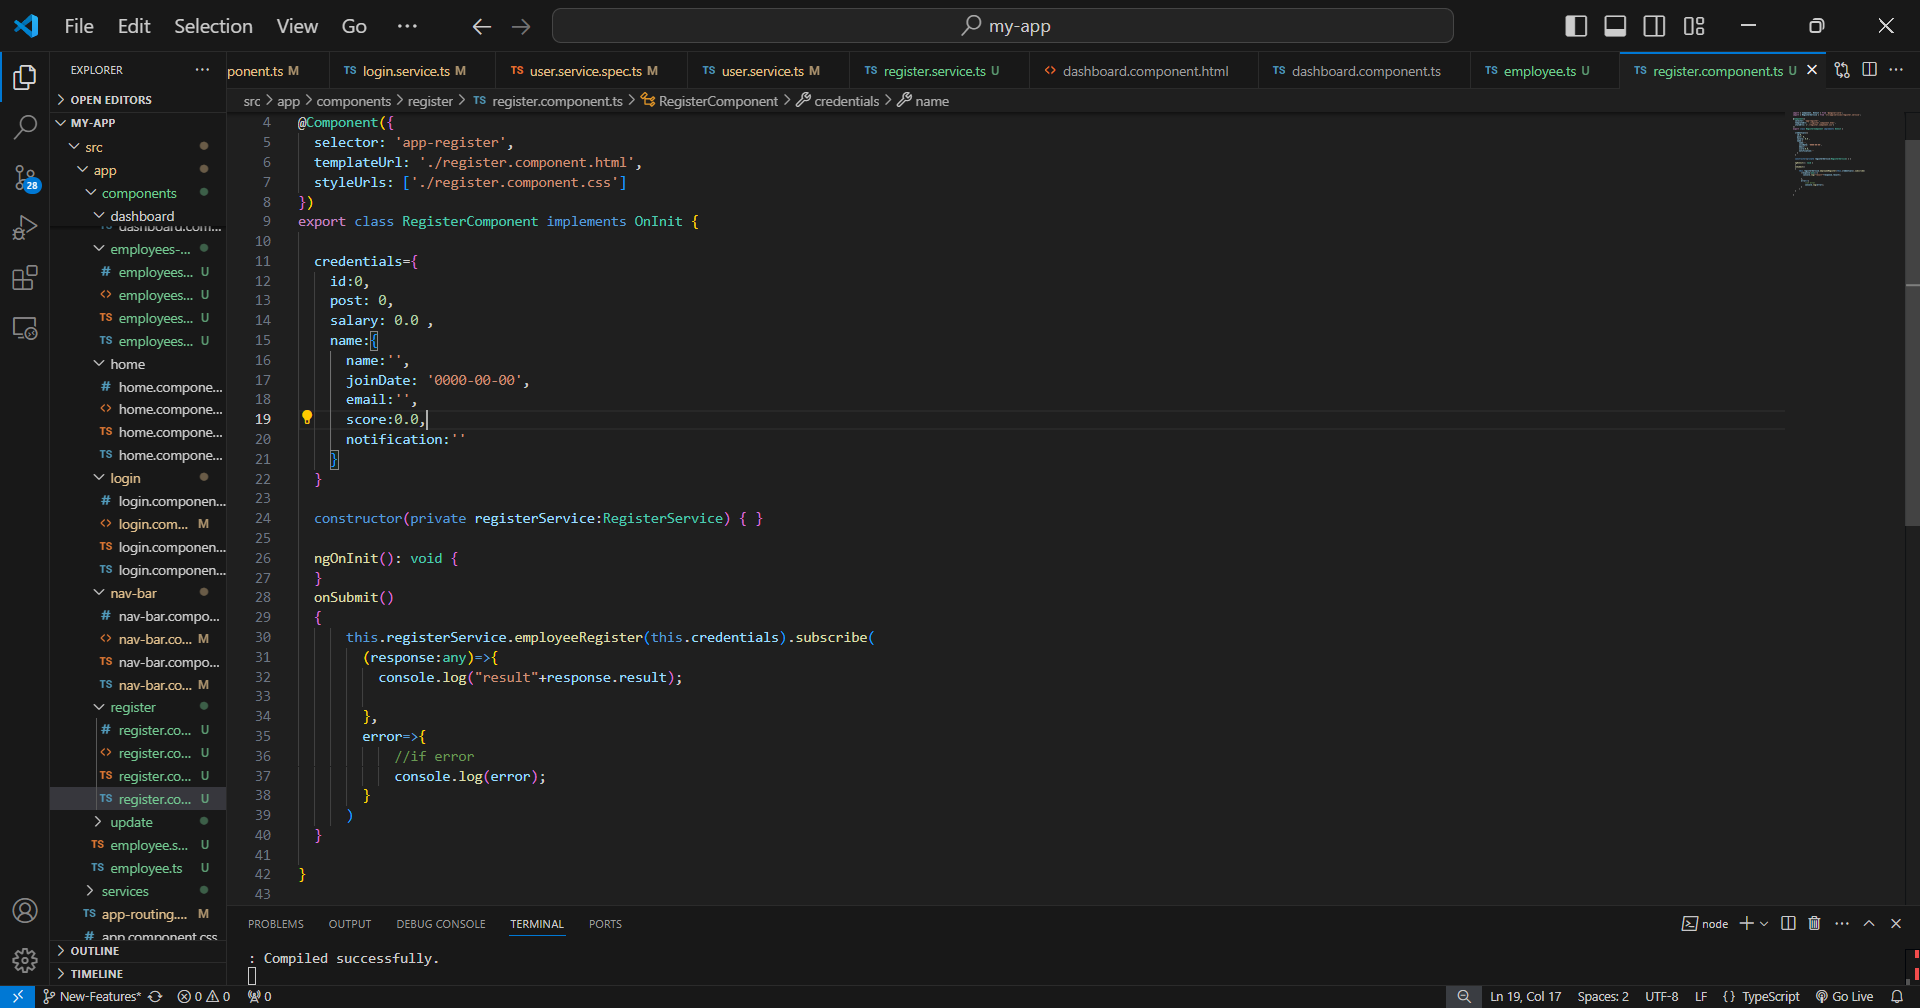 File Edit Selection View Go ··· my-app
EXPLORER ···
ponent.ts M TS login.service.ts M TS user.service.spec.ts M TS user.service.ts M TS register.service.ts U <> dashboard.component.html TS dashboard.component.ts TS employee.ts U TS register.component.ts U
src > app > components > register > TS register.component.ts > RegisterComponent > credentials > name
OPEN EDITORS
MY-APP
src
app
components
dashboard
dashboard.com...
employees-...
# employees... U
<> employees... U
TS employees... U
TS employees... U
home
# home.compone...
<> home.compone...
TS home.compone...
TS home.compone...
login
# login.componen...
<> login.com... M
TS login.componen...
TS login.componen...
nav-bar
# nav-bar.compo...
<> nav-bar.co... M
TS nav-bar.compo...
TS nav-bar.co... M
register
# register.co... U
<> register.co... U
TS register.co... U
TS register.co... U
update
TS employee.s... U
TS employee.ts U
services
TS app-routing.... M
# app.component.css
OUTLINE
TIMELINE
28
4 @Component({
5 selector: 'app-register',
6 templateUrl: './register.component.html',
7 styleUrls: ['./register.component.css']
8 })
9 export class RegisterComponent implements OnInit {
10
11 credentials={
12 id:0,
13 post: 0,
14 salary: 0.0 ,
15 name:{
16 name:'',
17 joinDate: '0000-00-00',
18 email:'',
19 score:0.0,
20 notification:''
21 }
22 }
23
24 constructor(private registerService:RegisterService) { }
25
26 ngOnInit(): void {
27 }
28 onSubmit()
29 {
30 this.registerService.employeeRegister(this.credentials).subscribe(
31 (response:any)=>{
32 console.log("result"+response.result);
33
34 },
35 error=>{
36 //if error
37 console.log(error);
38 }
39 )
40 }
41
42 }
43
PROBLEMS OUTPUT DEBUG CONSOLE TERMINAL PORTS node
: Compiled successfully.
New-Features* 0 0 0 Ln 19, Col 17 Spaces: 2 UTF-8 LF {} TypeScript Go Live